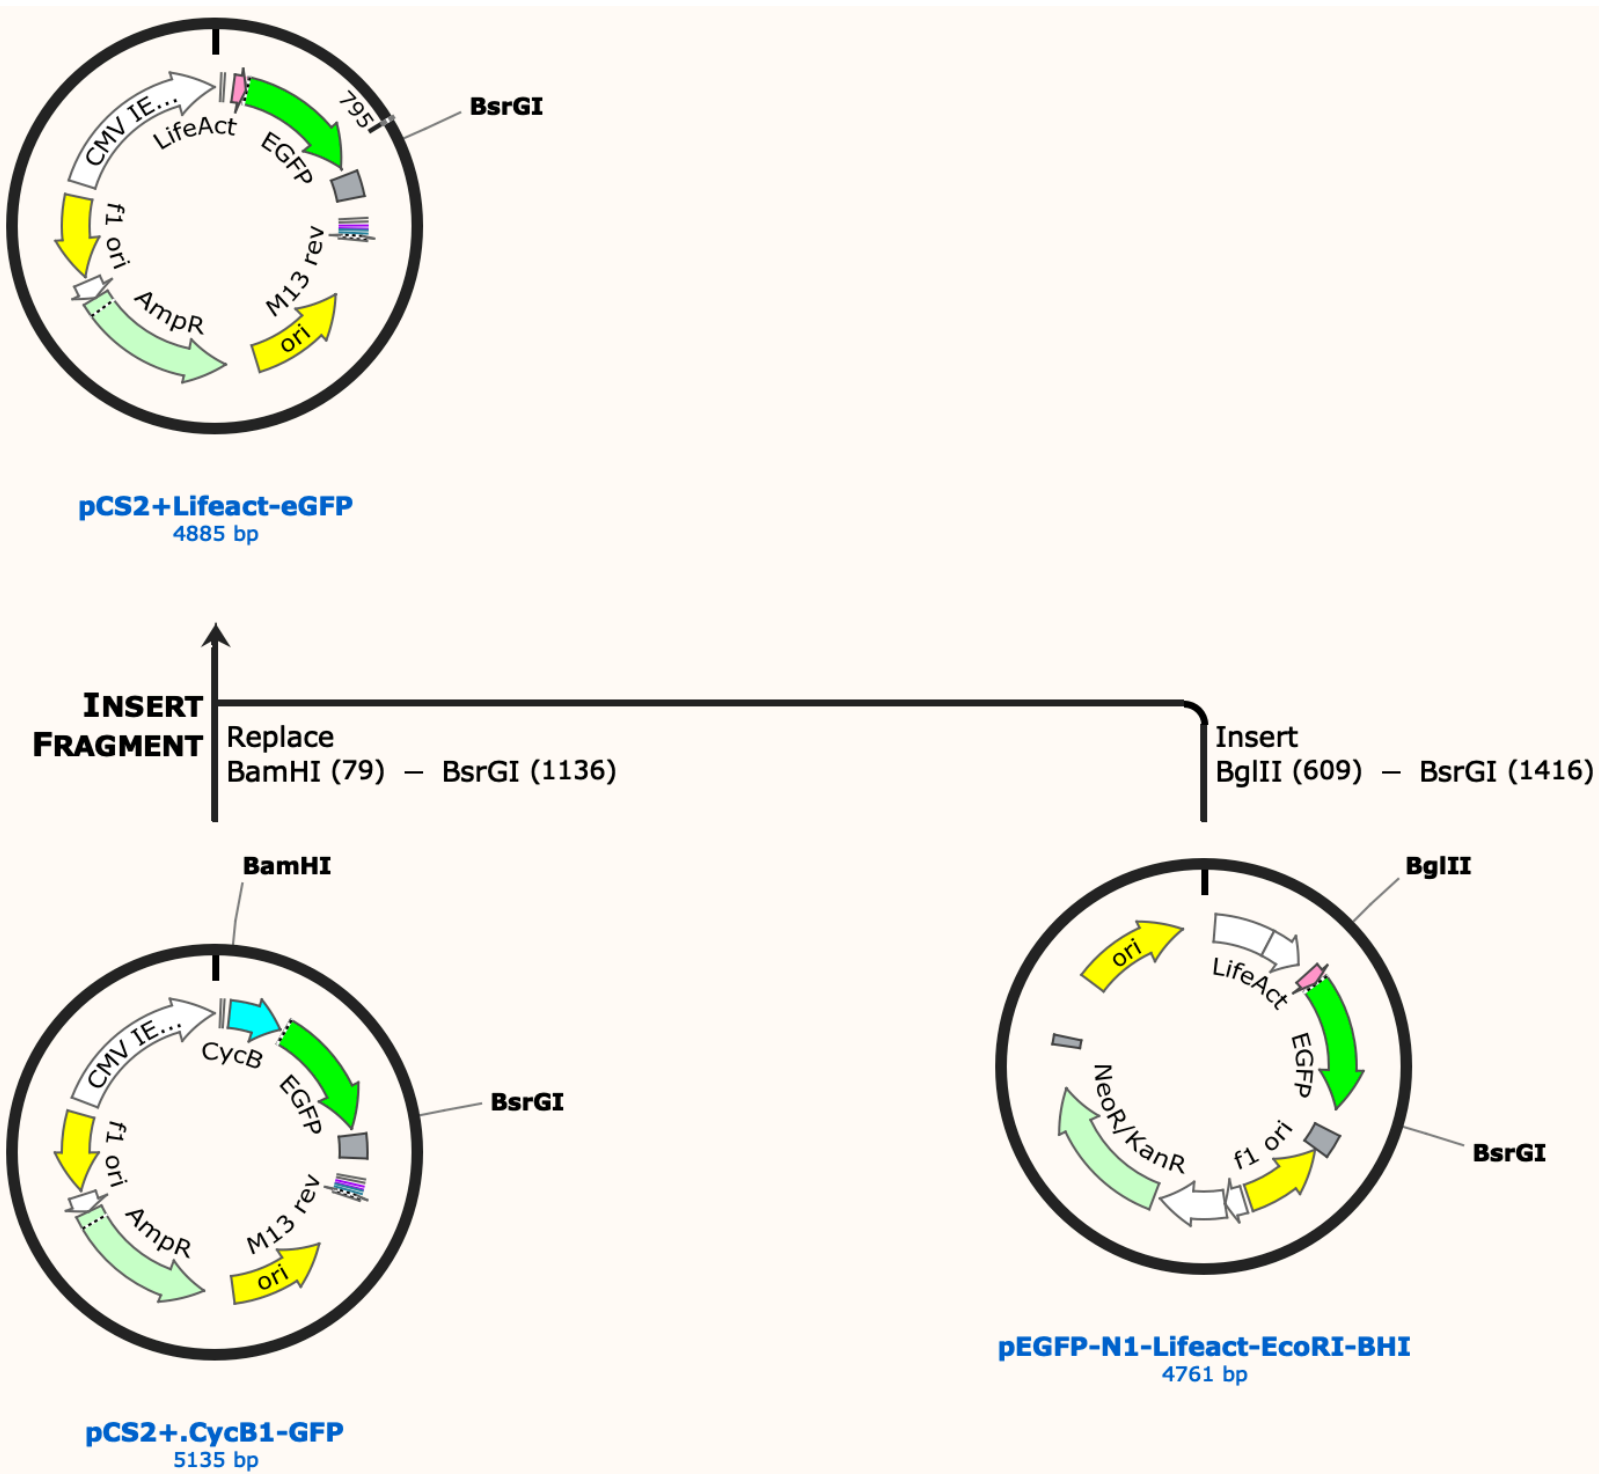 CMV IE...
LifeAct
EGFP
795
BsrGI
f1 ori
M13 rev
AmpR
ori
pCS2+Lifeact-eGFP
4885 bp
INSERT
FRAGMENT
Replace
BamHI (79) – BsrGI (1136)
Insert
BglII (609) – BsrGI (1416)
BamHI
CMV IE...
CycB
EGFP
BsrGI
f1 ori
M13 rev
AmpR
ori
pCS2+.CycB1-GFP
5135 bp
BglII
ori
LifeAct
EGFP
NeoR/KanR
f1 ori
BsrGI
pEGFP-N1-Lifeact-EcoRI-BHI
4761 bp